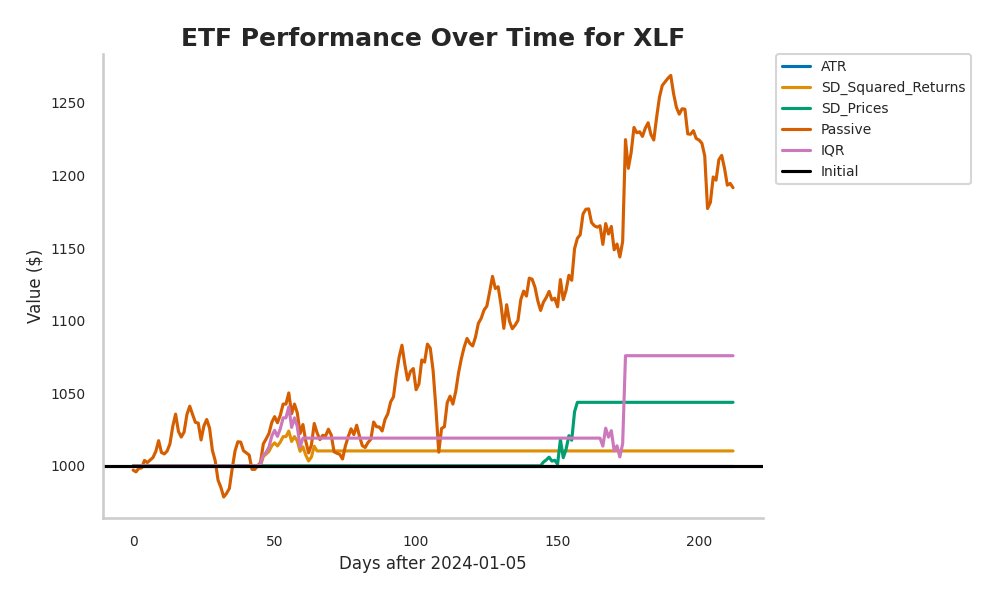 ETF Performance Over Time for XLF
ATR
SD_Squared_Returns
SD_Prices
Passive
IQR
Initial
Value ($)
1250
1200
1150
1100
1050
1000
0 50 100 150 200
Days after 2024-01-05